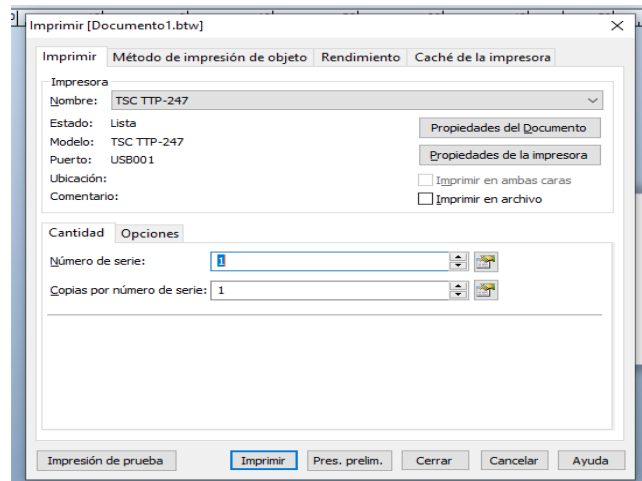 Imprimir [Documento1.btw]
Imprimir Método de impresión de objeto Rendimiento Caché de la impresora
Impresora
Nombre: TSC TTP-247
Estado: Lista
Propiedades del Documento
Modelo: TSC TTP-247
Puerto: USB001
Propiedades de la impresora
Ubicación:
Imprimir en ambas caras
Comentario:
Imprimir en archivo
Cantidad Opciones
Número de serie: 1
Copias por número de serie: 1
Impresión de prueba Imprimir Pres. prelim. Cerrar Cancelar Ayuda